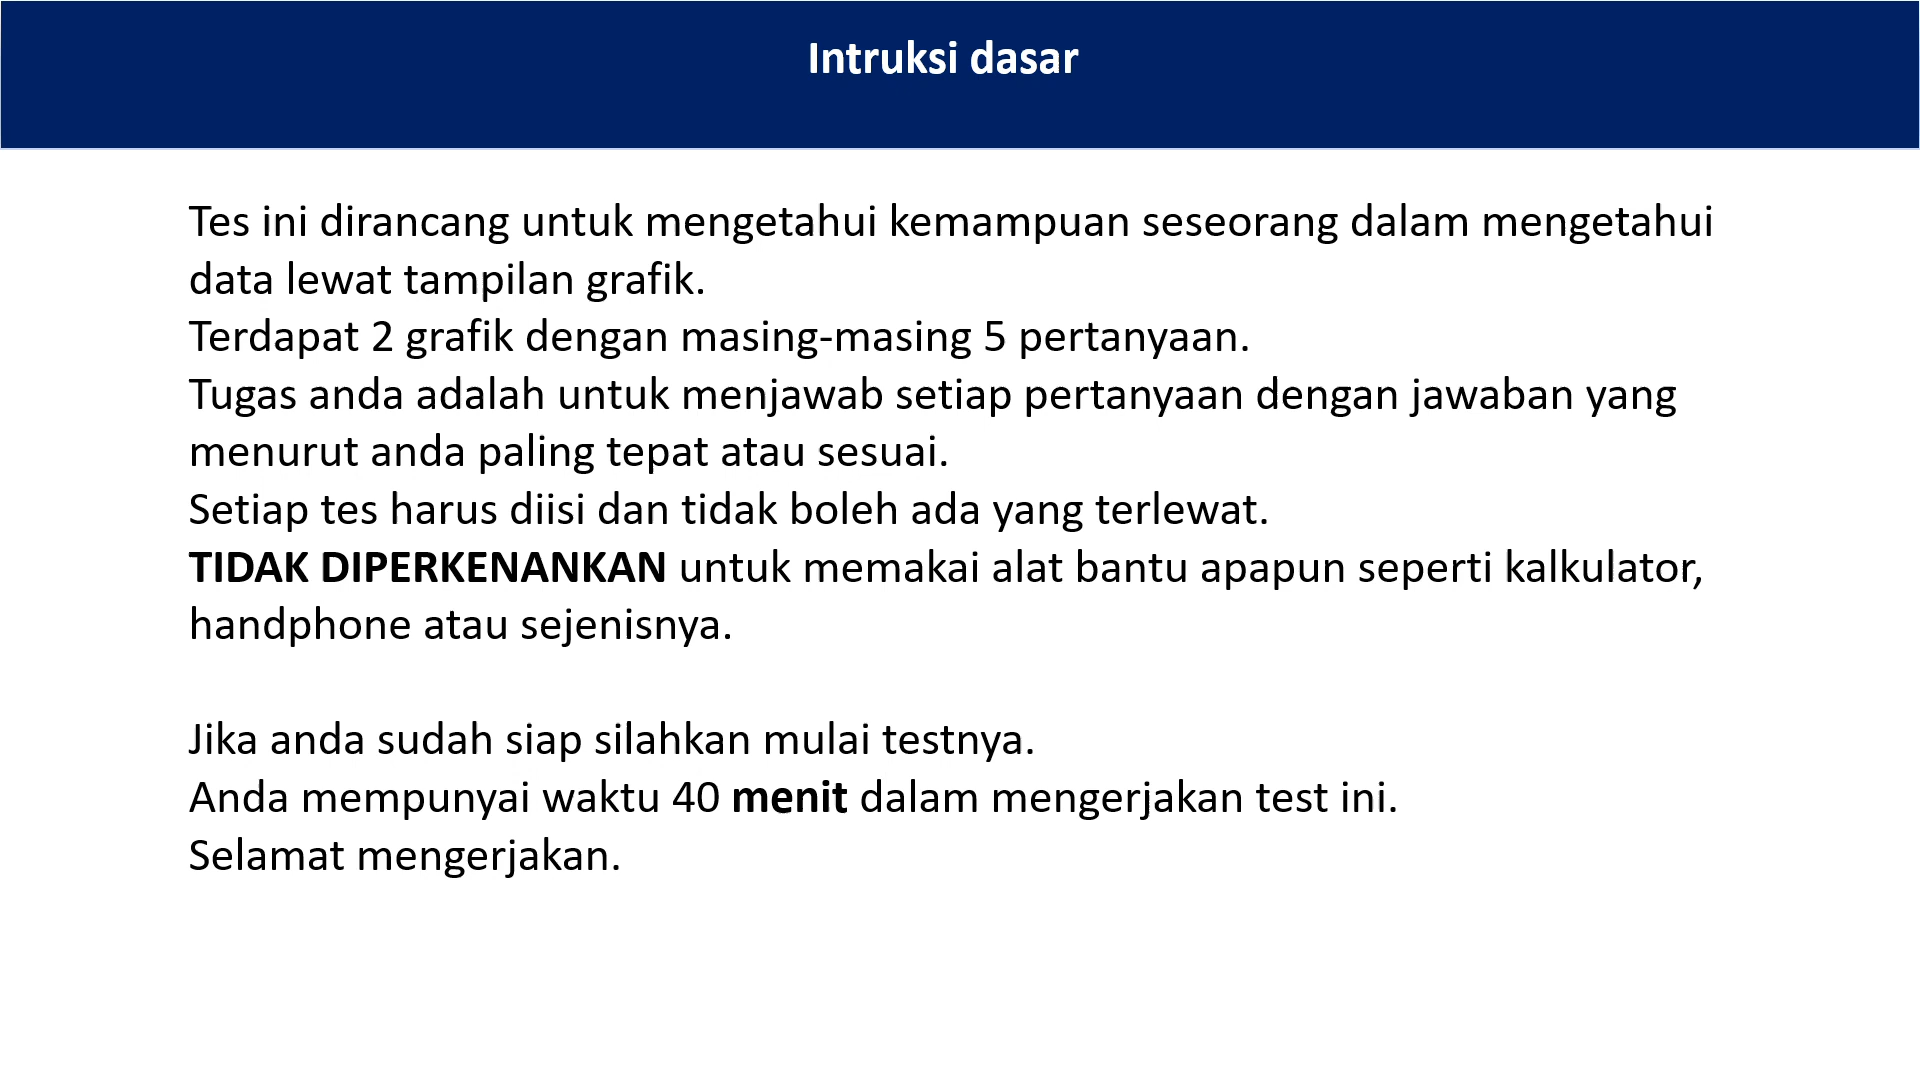 Intruksi dasar
Tes ini dirancang untuk mengetahui kemampuan seseorang dalam mengetahui
data lewat tampilan grafik.
Terdapat 2 grafik dengan masing-masing 5 pertanyaan.
Tugas anda adalah untuk menjawab setiap pertanyaan dengan jawaban yang
menurut anda paling tepat atau sesuai.
Setiap tes harus diisi dan tidak boleh ada yang terlewat.
TIDAK DIPERKENANKAN untuk memakai alat bantu apapun seperti kalkulator,
handphone atau sejenisnya.
Jika anda sudah siap silahkan mulai testnya.
Anda mempunyai waktu 40 menit dalam mengerjakan test ini.
Selamat mengerjakan.